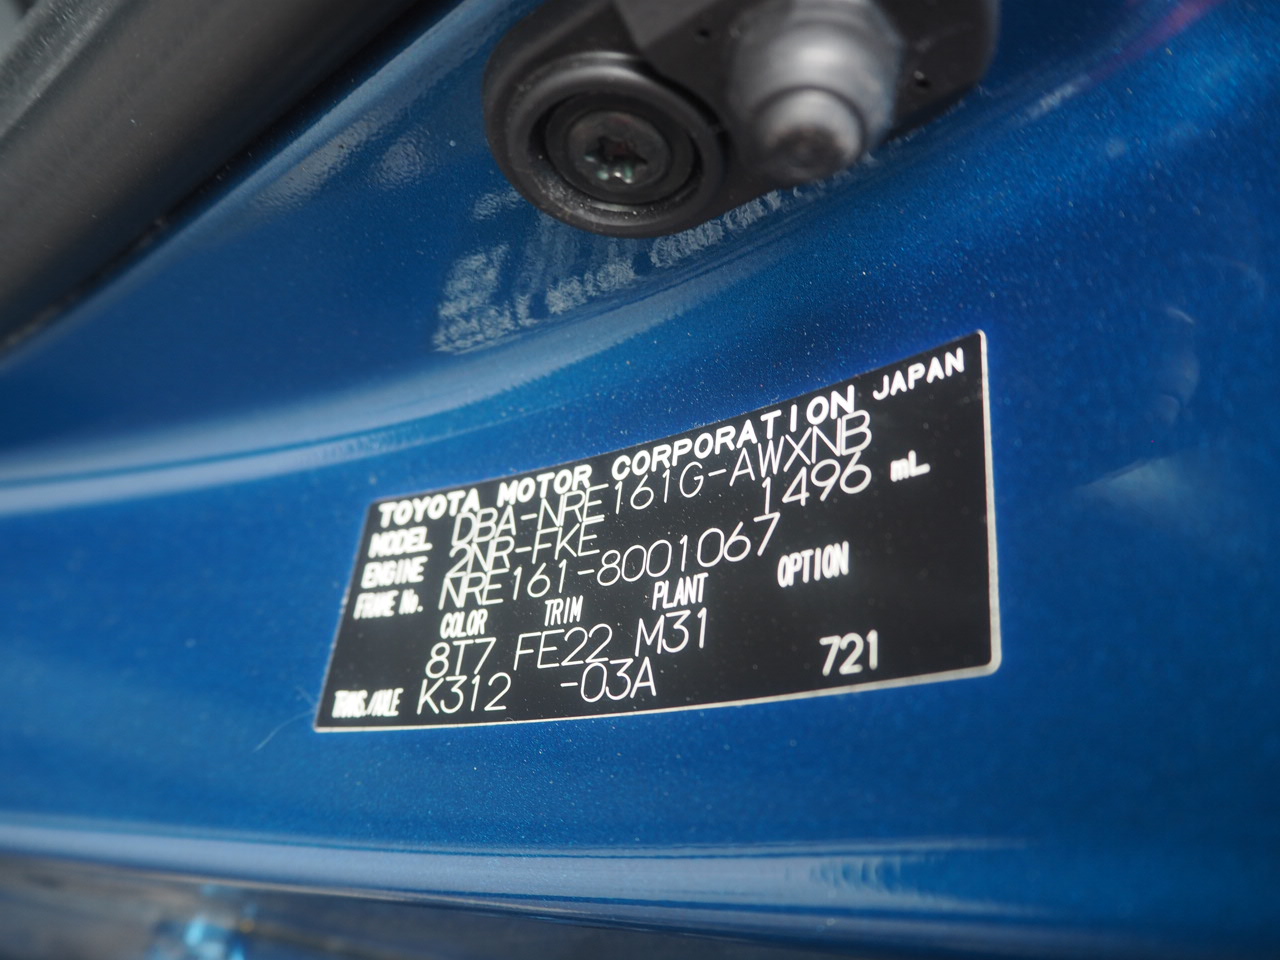 TOYOTA MOTOR CORPORATION JAPAN
MODEL DBA-NRE161G-AWXNB
ENGINE 2NR-FKE 1496 mL
FRAME No. NRE161-8001067
COLOR TRIM PLANT OPTION
8T7 FE22 M31
TRANS./AXLE K312 -03A 721